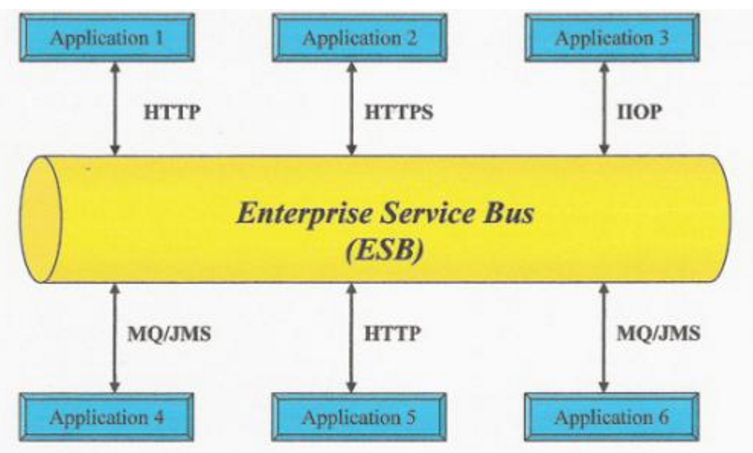 Application 1
Application 2
Application 3
HTTP
HTTPS
IIOP
Enterprise Service Bus
(ESB)
MQ/JMS
HTTP
MQ/JMS
Application 4
Application 5
Application 6